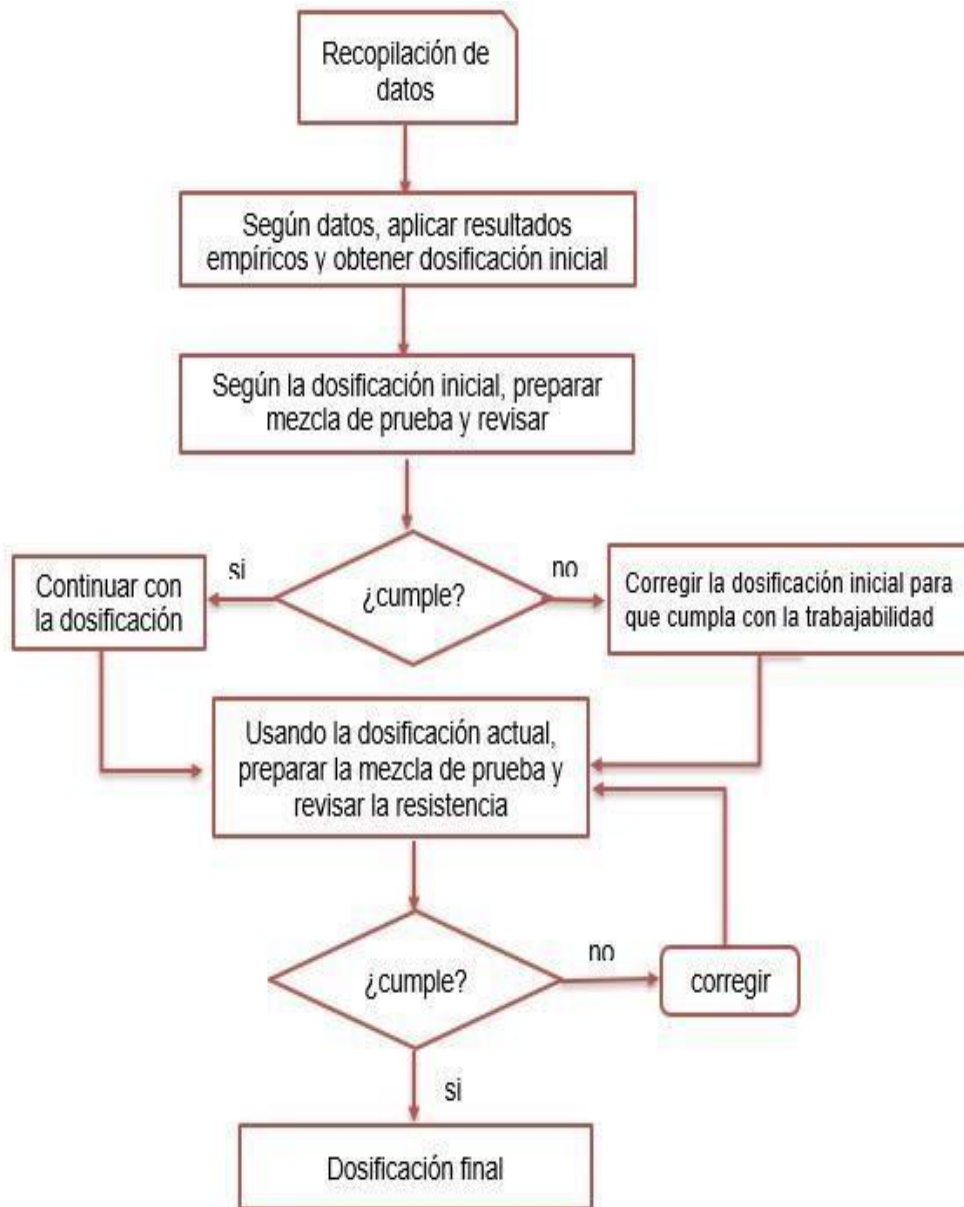 Recopilación de
datos
Según datos, aplicar resultados
empíricos y obtener dosificación inicial
Según la dosificación inicial, preparar
mezcla de prueba y revisar
si
¿cumple?
no
Continuar con
la dosificación
Corregir la dosificación inicial para
que cumpla con la trabajabilidad
Usando la dosificación actual,
preparar la mezcla de prueba y
revisar la resistencia
¿cumple?
no
corregir
si
Dosificación final